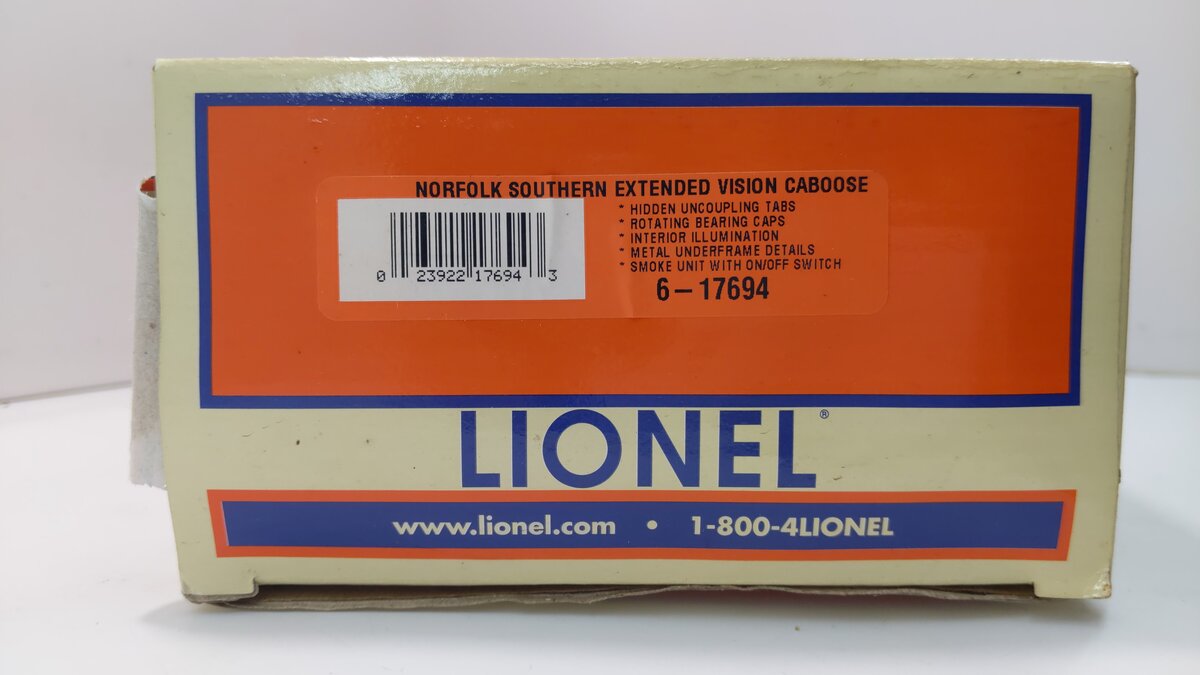 NORFOLK SOUTHERN EXTENDED VISION CABOOSE
* HIDDEN UNCOUPLING TABS
* ROTATING BEARING CAPS
* INTERIOR ILLUMINATION
* METAL UNDERFRAME DETAILS
* SMOKE UNIT WITH ON/OFF SWITCH
0 23922 17694 3
6-17694
LIONEL®
www.lionel.com • 1-800-4LIONEL